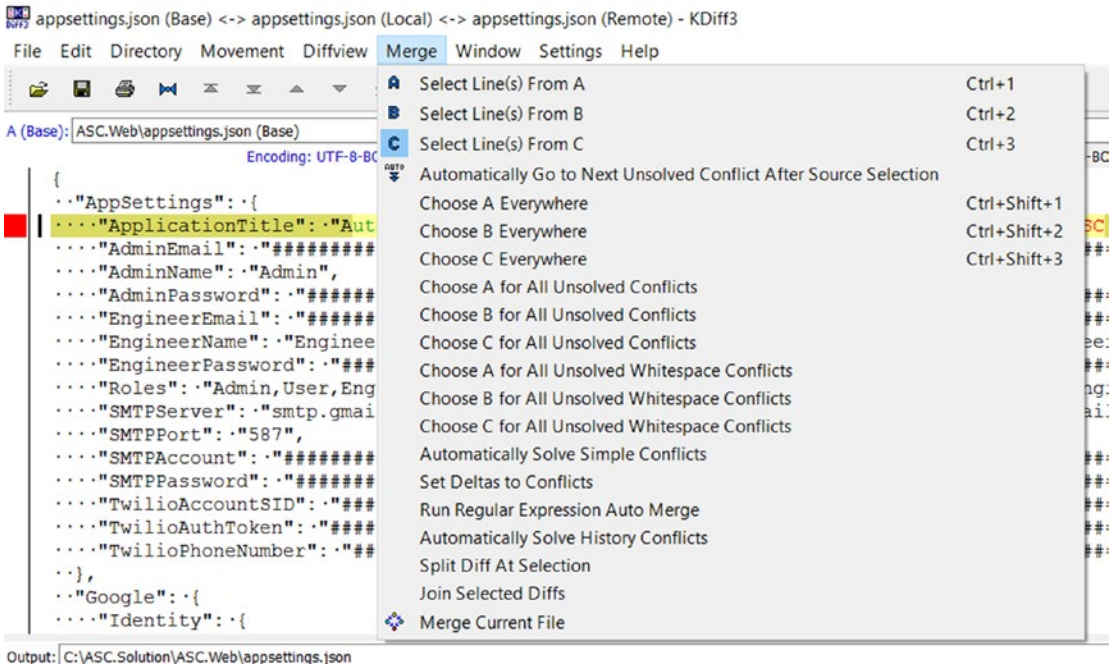 appsettings.json (Base) <-> appsettings.json (Local) <-> appsettings.json (Remote) - KDiff3
File Edit Directory Movement Diffview Merge Window Settings Help
A (Base): ASC.Web\appsettings.json (Base)
Encoding: UTF-8-BO
{
··"AppSettings":·{
····"ApplicationTitle":·"Aut
····"AdminEmail":·"#########
····"AdminName":·"Admin",
····"AdminPassword":·"######
····"EngineerEmail":·"######
····"EngineerName":·"Enginee
····"EngineerPassword":·"###
····"Roles":·"Admin,User,Eng
····"SMTPServer":·"smtp.gmai
····"SMTPPort":·"587",
····"SMTPAccount":·"########
····"SMTPPassword":·"#######
····"TwilioAccountSID":·"###
····"TwilioAuthToken":·"####
····"TwilioPhoneNumber":·"##
··},
··"Google":·{
····"Identity":·{
A Select Line(s) From A Ctrl+1
B Select Line(s) From B Ctrl+2
C Select Line(s) From C Ctrl+3
AUTO Automatically Go to Next Unsolved Conflict After Source Selection
Choose A Everywhere Ctrl+Shift+1
Choose B Everywhere Ctrl+Shift+2
Choose C Everywhere Ctrl+Shift+3
Choose A for All Unsolved Conflicts
Choose B for All Unsolved Conflicts
Choose C for All Unsolved Conflicts
Choose A for All Unsolved Whitespace Conflicts
Choose B for All Unsolved Whitespace Conflicts
Choose C for All Unsolved Whitespace Conflicts
Automatically Solve Simple Conflicts
Set Deltas to Conflicts
Run Regular Expression Auto Merge
Automatically Solve History Conflicts
Split Diff At Selection
Join Selected Diffs
Merge Current File
Output: C:\ASC.Solution\ASC.Web\appsettings.json